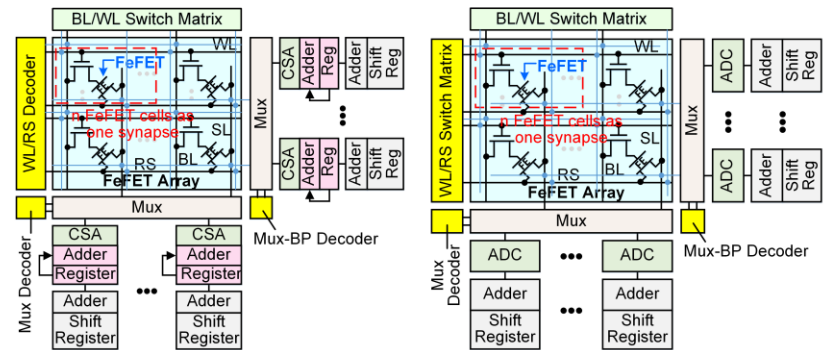 BL/WL Switch Matrix
WL/RS Decoder
WL
FeFET
n FeFET cells as
one synapse
SL
RS
BL
FeFET Array
Mux
CSA
Adder
Reg
Adder
Shift
Reg
CSA
Adder
Reg
Adder
Shift
Reg
Mux
Mux Decoder
Mux-BP Decoder
CSA
Adder
Register
Adder
Shift
Register
CSA
Adder
Register
Adder
Shift
Register
BL/WL Switch Matrix
WL/RS Switch Matrix
WL
FeFET
n FeFET cells as
one synapse
SL
RS
BL
FeFET Array
Mux
ADC
Adder
Shift
Reg
ADC
Adder
Shift
Reg
Mux
Mux
Decoder
Mux-BP Decoder
ADC
Adder
Shift
Register
ADC
Adder
Shift
Register